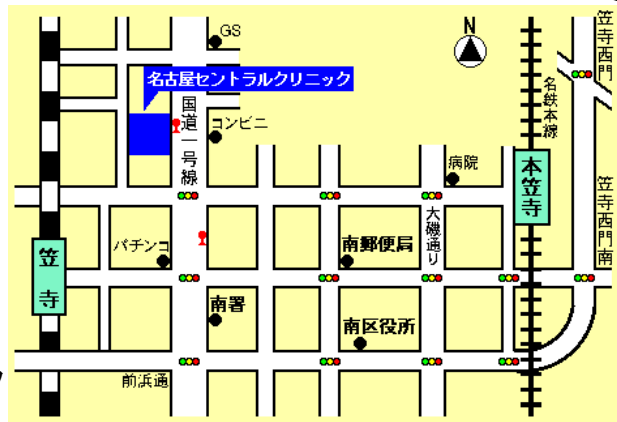 GS
N
笠寺西門
名古屋セントラルクリニック
名鉄本線
国道一号線
コンビニ
病院
本笠寺
笠寺西門南
大磯通り
パチンコ
南郵便局
笠寺
南署
南区役所
前浜通